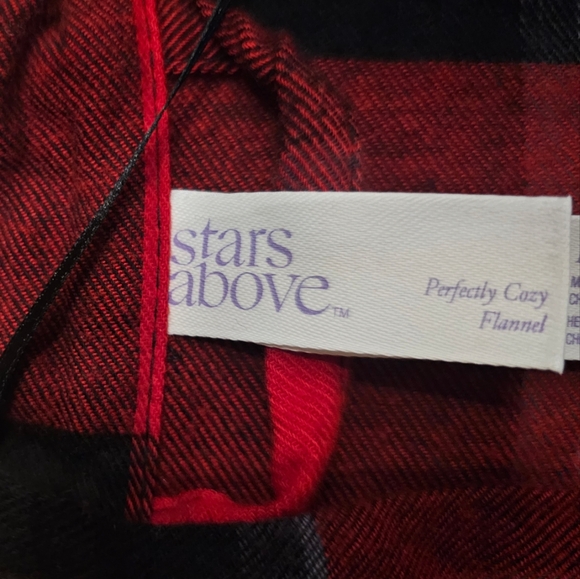 stars
above™
Perfectly Cozy
Flannel